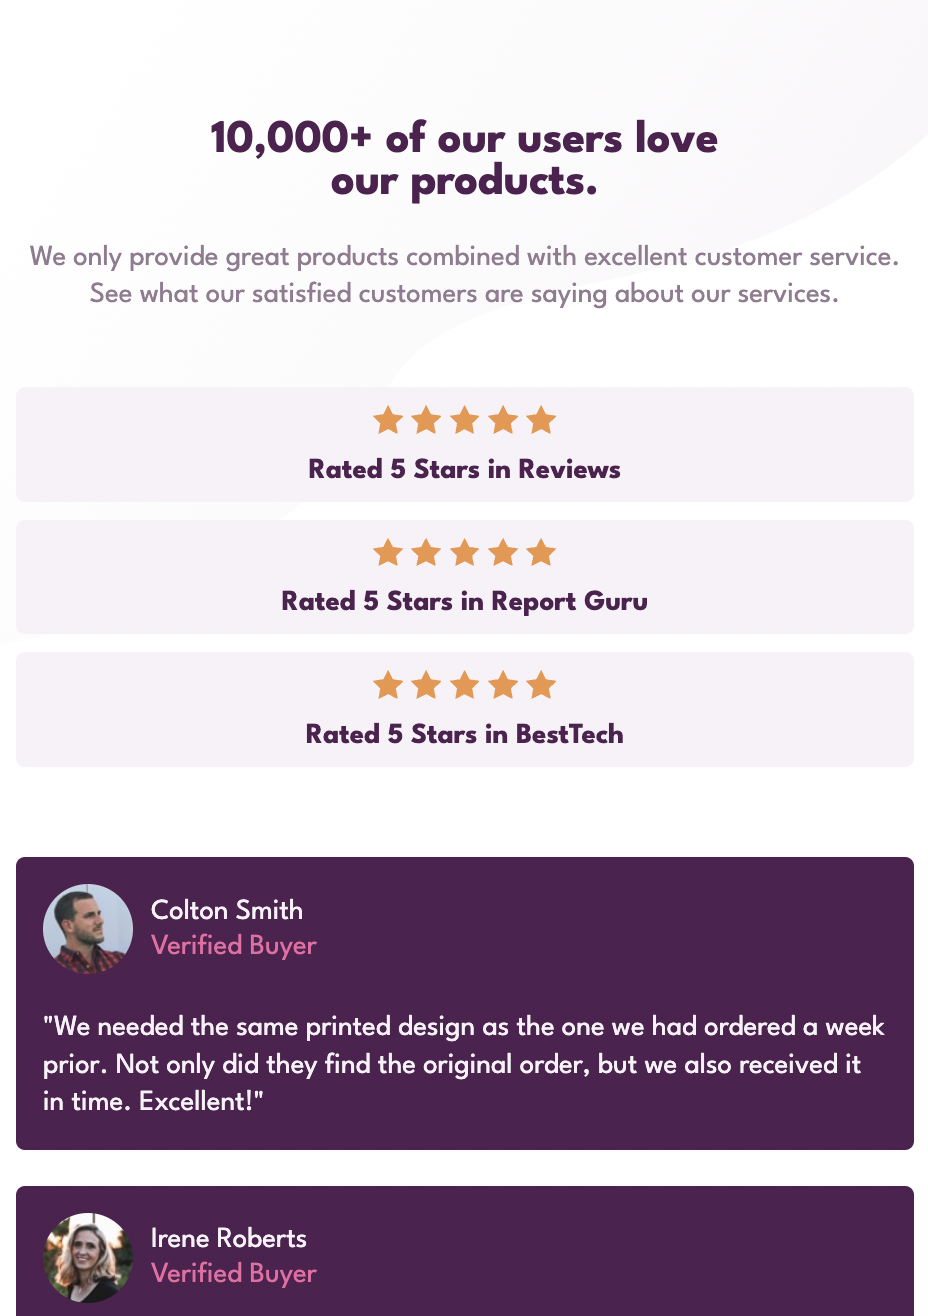 10,000+ of our users love
our products.
We only provide great products combined with excellent customer service.
See what our satisfied customers are saying about our services.
Rated 5 Stars in Reviews
Rated 5 Stars in Report Guru
Rated 5 Stars in BestTech
Colton Smith
Verified Buyer
"We needed the same printed design as the one we had ordered a week
prior. Not only did they find the original order, but we also received it
in time. Excellent!"
Irene Roberts
Verified Buyer